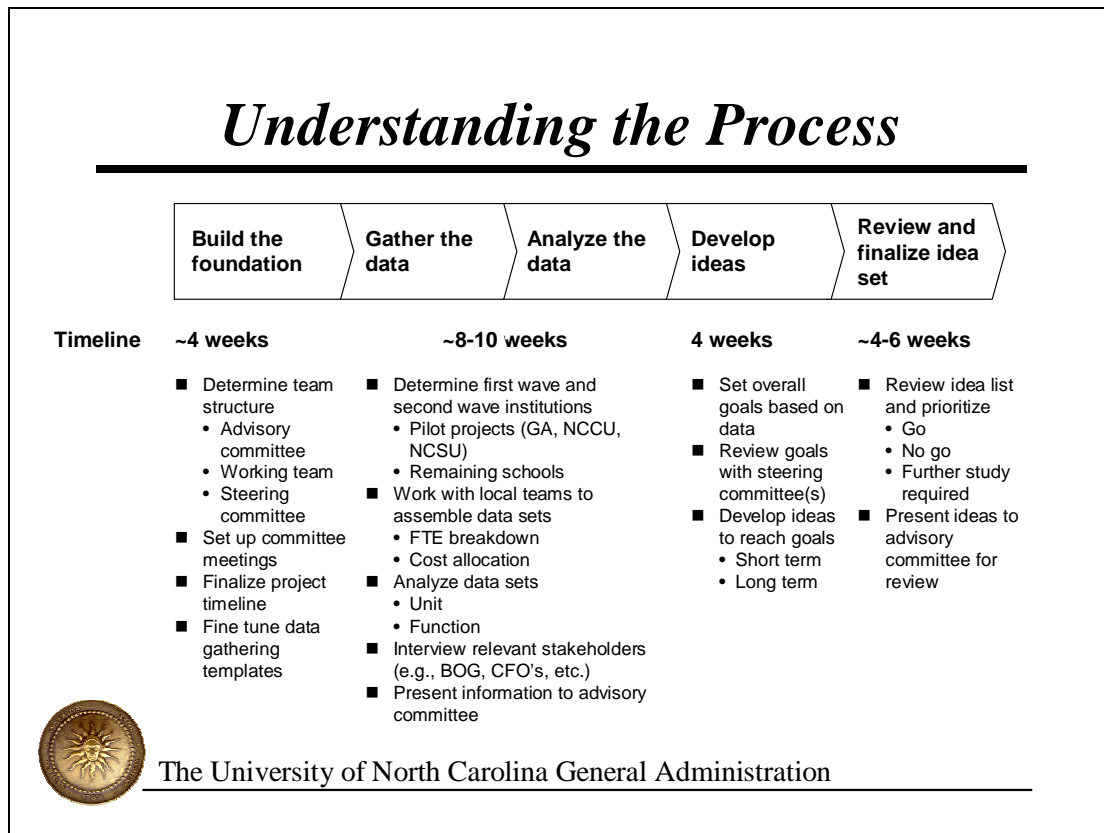 Understanding the Process
Build the
foundation
Gather the
data
Analyze the
data
Develop
ideas
Review and
finalize idea
set
Timeline
~4 weeks
~8-10 weeks
4 weeks
~4-6 weeks
■ Determine team
structure
• Advisory
committee
• Working team
• Steering
committee
■ Set up committee
meetings
■ Finalize project
timeline
■ Fine tune data
gathering
templates
■ Determine first wave and
second wave institutions
• Pilot projects (GA, NCCU,
NCSU)
• Remaining schools
■ Work with local teams to
assemble data sets
• FTE breakdown
• Cost allocation
■ Analyze data sets
• Unit
• Function
■ Interview relevant stakeholders
(e.g., BOG, CFO's, etc.)
■ Present information to advisory
committee
■ Set overall
goals based on
data
■ Review goals
with steering
committee(s)
■ Develop ideas
to reach goals
• Short term
• Long term
■ Review idea list
and prioritize
• Go
• No go
• Further study
required
■ Present ideas to
advisory
committee for
review
The University of North Carolina General Administration